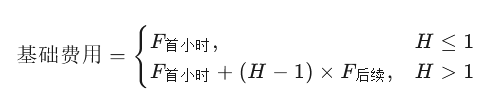 基础费用 = { F首小时, H ≤ 1
F首小时 + (H − 1) × F后续, H > 1